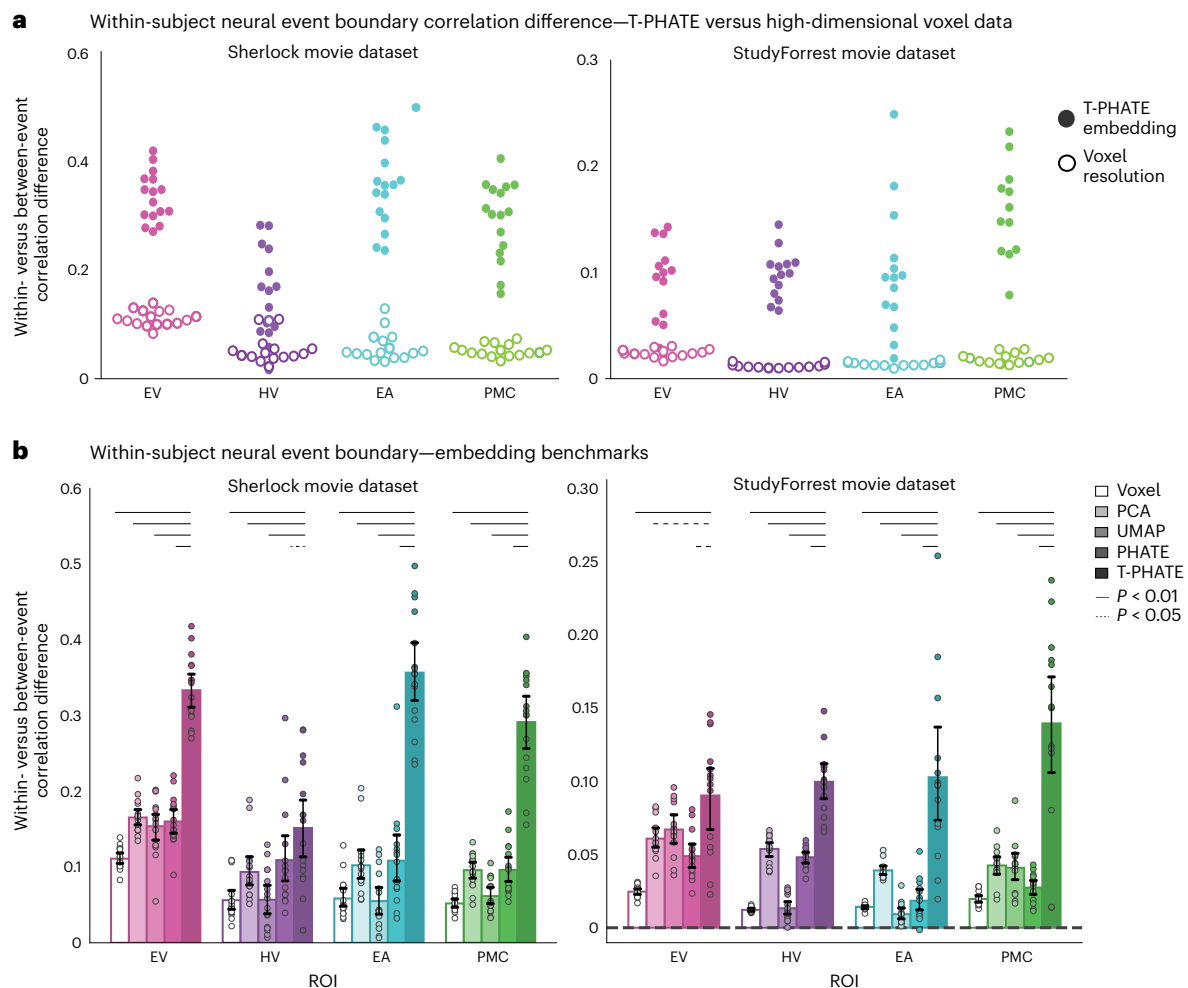 a Within-subject neural event boundary correlation difference—T-PHATE versus high-dimensional voxel data
Sherlock movie dataset
StudyForrest movie dataset
Within- versus between-event
correlation difference
0.6
0.4
0.2
0
EV HV EA PMC
0.3
0.2
0.1
0
EV HV EA PMC
T-PHATE
embedding
Voxel
resolution
b Within-subject neural event boundary—embedding benchmarks
Sherlock movie dataset
StudyForrest movie dataset
Within- versus between-event
correlation difference
0.6
0.5
0.4
0.3
0.2
0.1
0
EV HV EA PMC
ROI
0.30
0.25
0.20
0.15
0.10
0.05
0
EV HV EA PMC
ROI
Voxel
PCA
UMAP
PHATE
T-PHATE
P < 0.01
P < 0.05